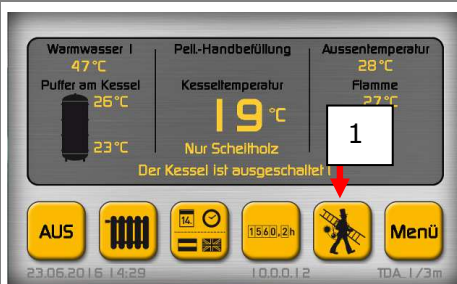 Warmwasser 1 Pell.-Handbefüllung Aussentemperatur
47°C 28°C
Puffer am Kessel Kesseltemperatur Flamme
26°C 27°C
19°C
1
23°C Nur Scheitholz
Der Kessel ist ausgeschaltet !
AUS 14. 1560,2h Menü
23.06.2016 14:29 10.0.0.12 TDA_1/3m